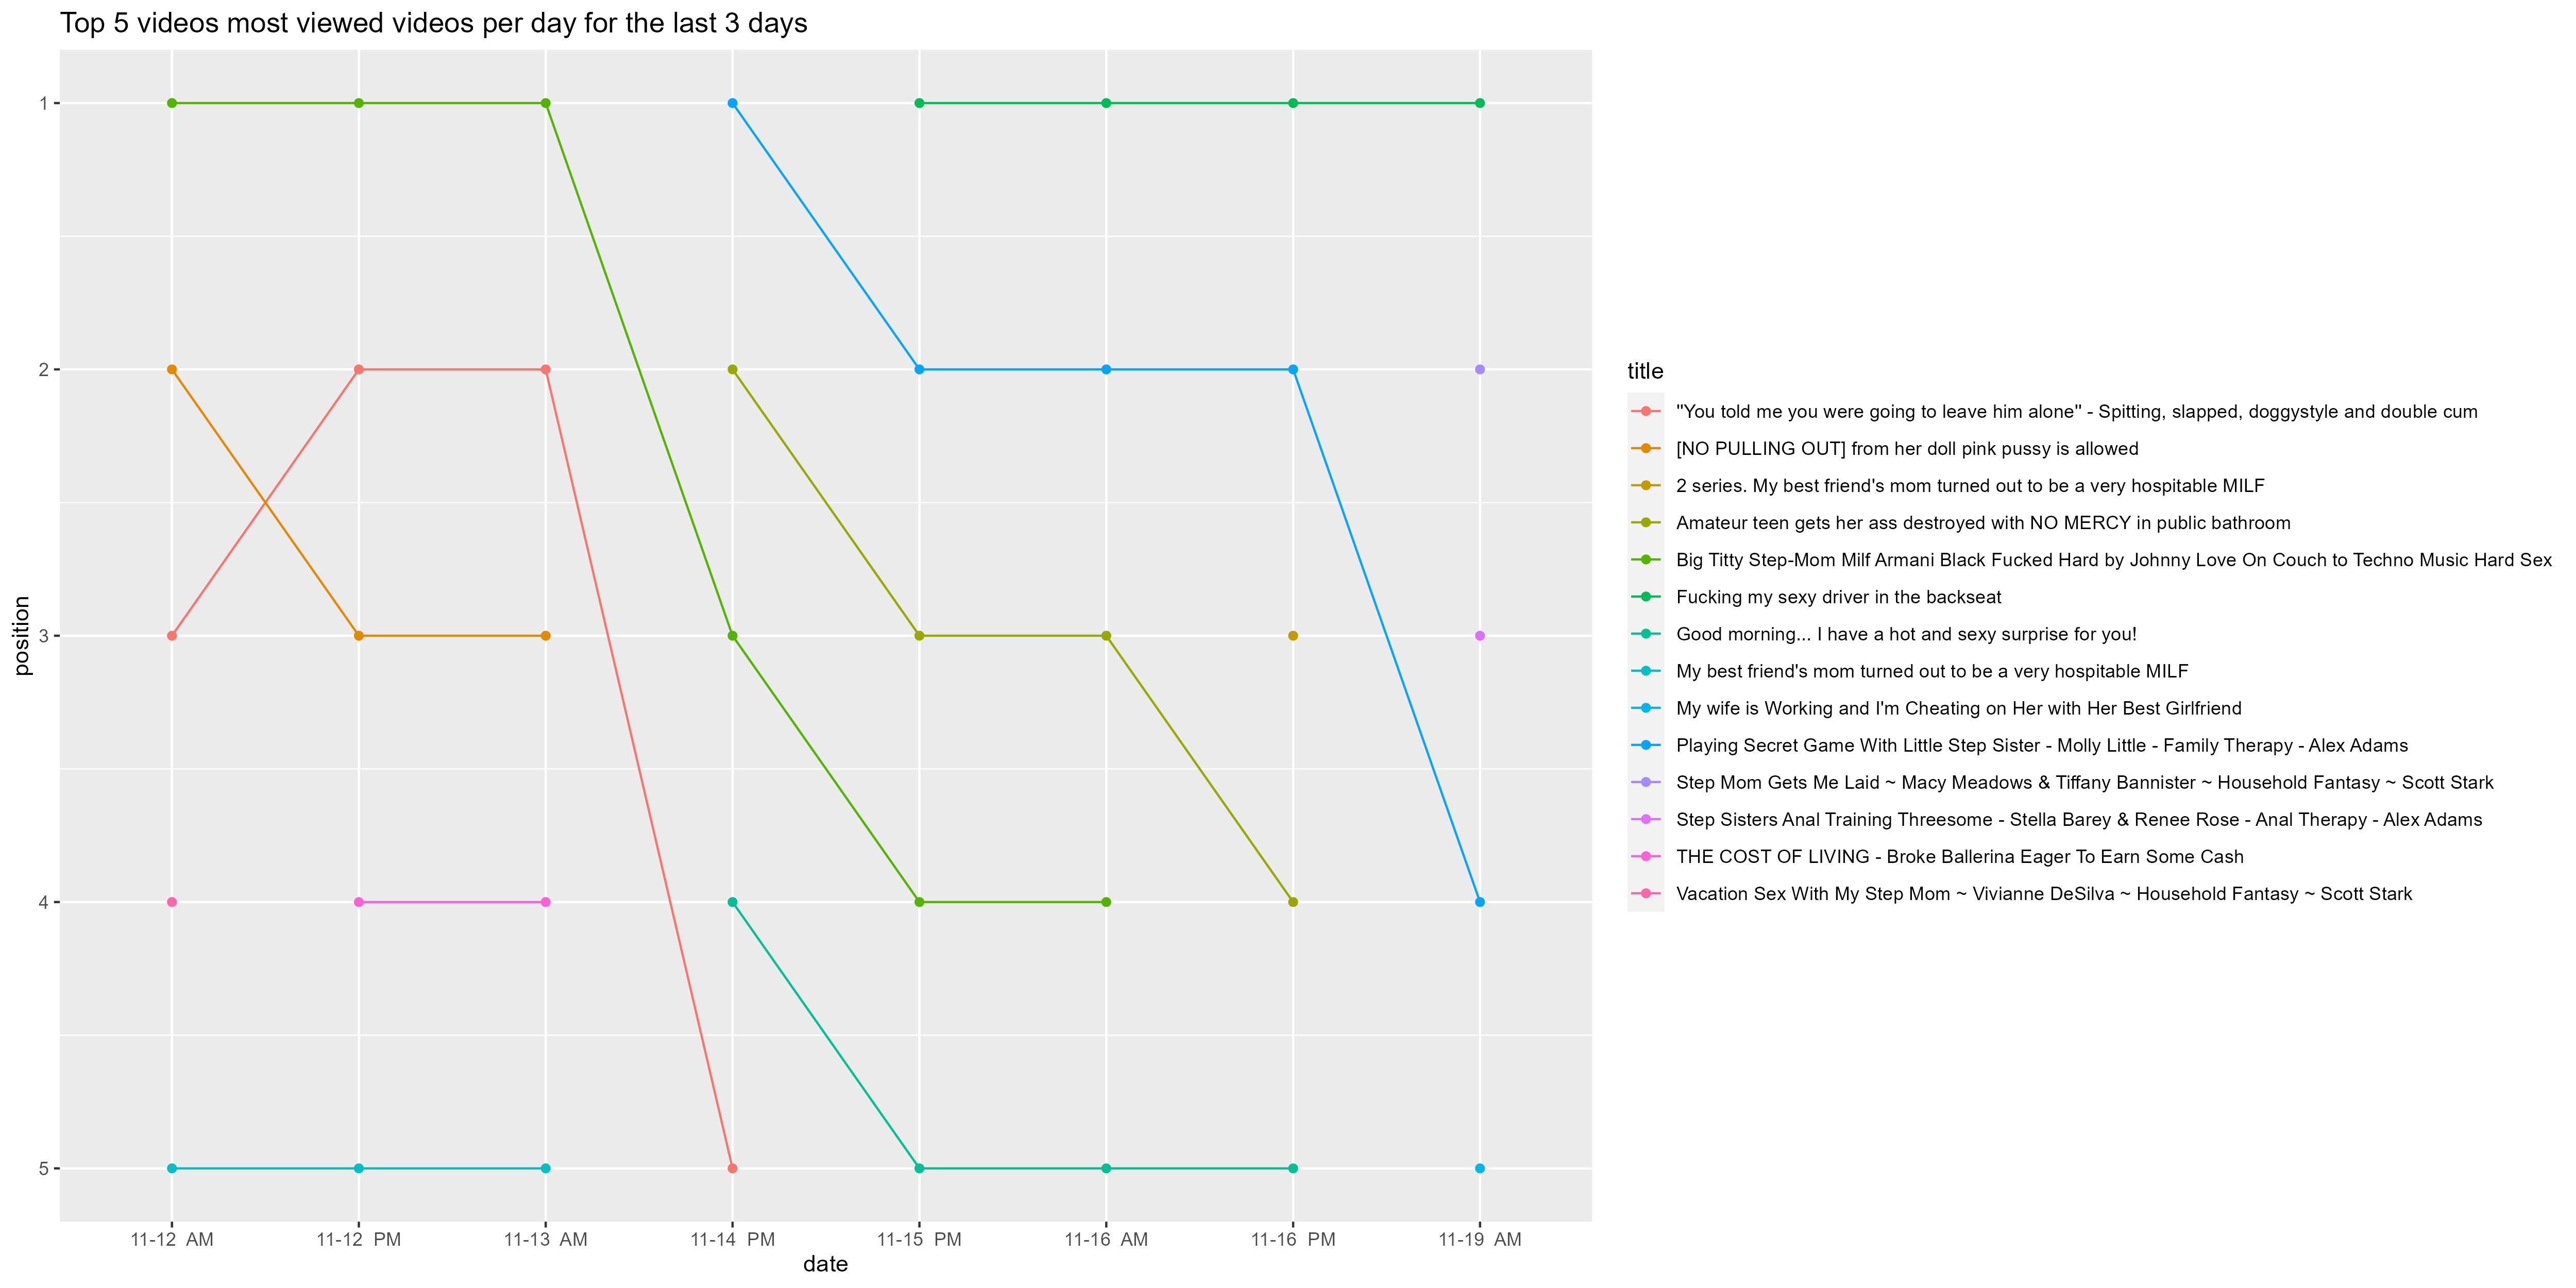 Top 5 videos most viewed videos per day for the last 3 days
1
2
3
4
5
position
11-12 AM
11-12 PM
11-13 AM
11-14 PM
11-15 PM
11-16 AM
11-16 PM
11-19 AM
date
title
"You told me you were going to leave him alone" - Spitting, slapped, doggystyle and double cum
[NO PULLING OUT] from her doll pink pussy is allowed
2 series. My best friend's mom turned out to be a very hospitable MILF
Amateur teen gets her ass destroyed with NO MERCY in public bathroom
Big Titty Step-Mom Milf Armani Black Fucked Hard by Johnny Love On Couch to Techno Music Hard Sex
Fucking my sexy driver in the backseat
Good morning... I have a hot and sexy surprise for you!
My best friend's mom turned out to be a very hospitable MILF
My wife is Working and I'm Cheating on Her with Her Best Girlfriend
Playing Secret Game With Little Step Sister - Molly Little - Family Therapy - Alex Adams
Step Mom Gets Me Laid ~ Macy Meadows & Tiffany Bannister ~ Household Fantasy ~ Scott Stark
Step Sisters Anal Training Threesome - Stella Barey & Renee Rose - Anal Therapy - Alex Adams
THE COST OF LIVING - Broke Ballerina Eager To Earn Some Cash
Vacation Sex With My Step Mom ~ Vivianne DeSilva ~ Household Fantasy ~ Scott Stark